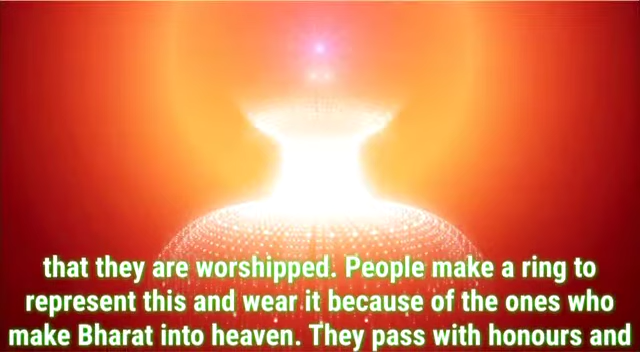 that they are worshipped. People make a ring to
represent this and wear it because of the ones who
make Bharat into heaven. They pass with honours and